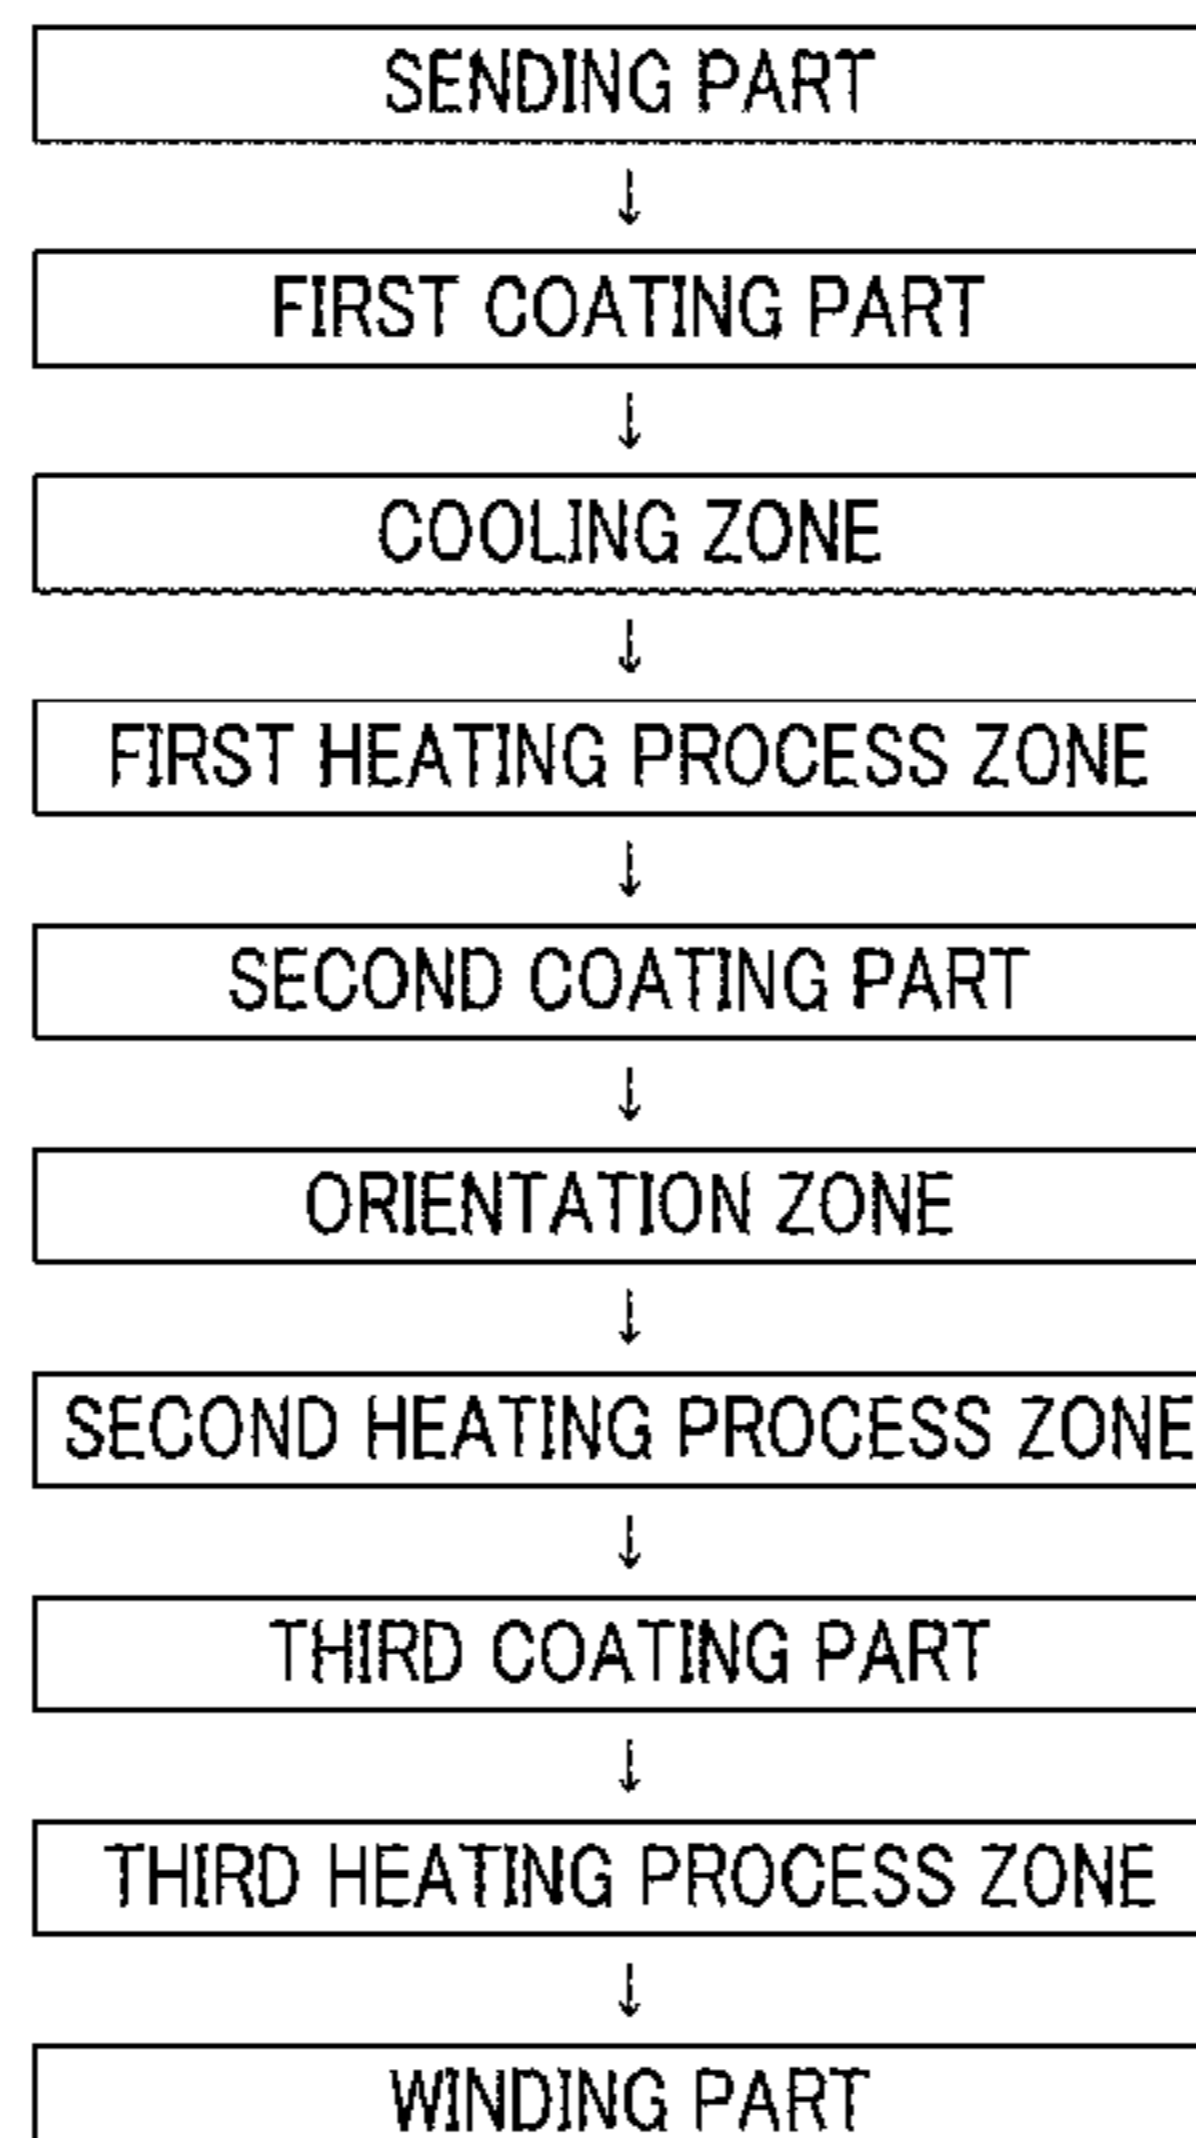 SENDING PART
↓
FIRST COATING PART
↓
COOLING ZONE
↓
FIRST HEATING PROCESS ZONE
↓
SECOND COATING PART
↓
ORIENTATION ZONE
↓
SECOND HEATING PROCESS ZONE
↓
THIRD COATING PART
↓
THIRD HEATING PROCESS ZONE
↓
WINDING PART